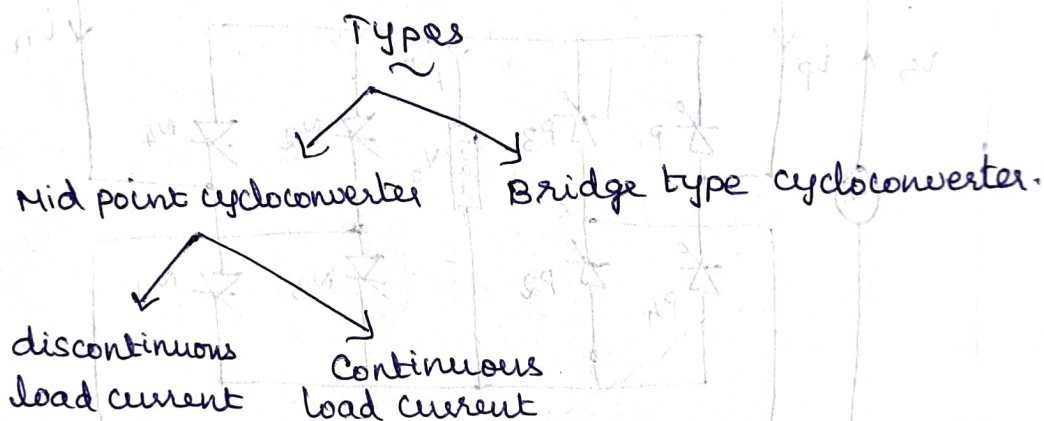 Types
Mid point cycloconverter
Bridge type cycloconverter.
discontinuous
load current
Continuous
load current